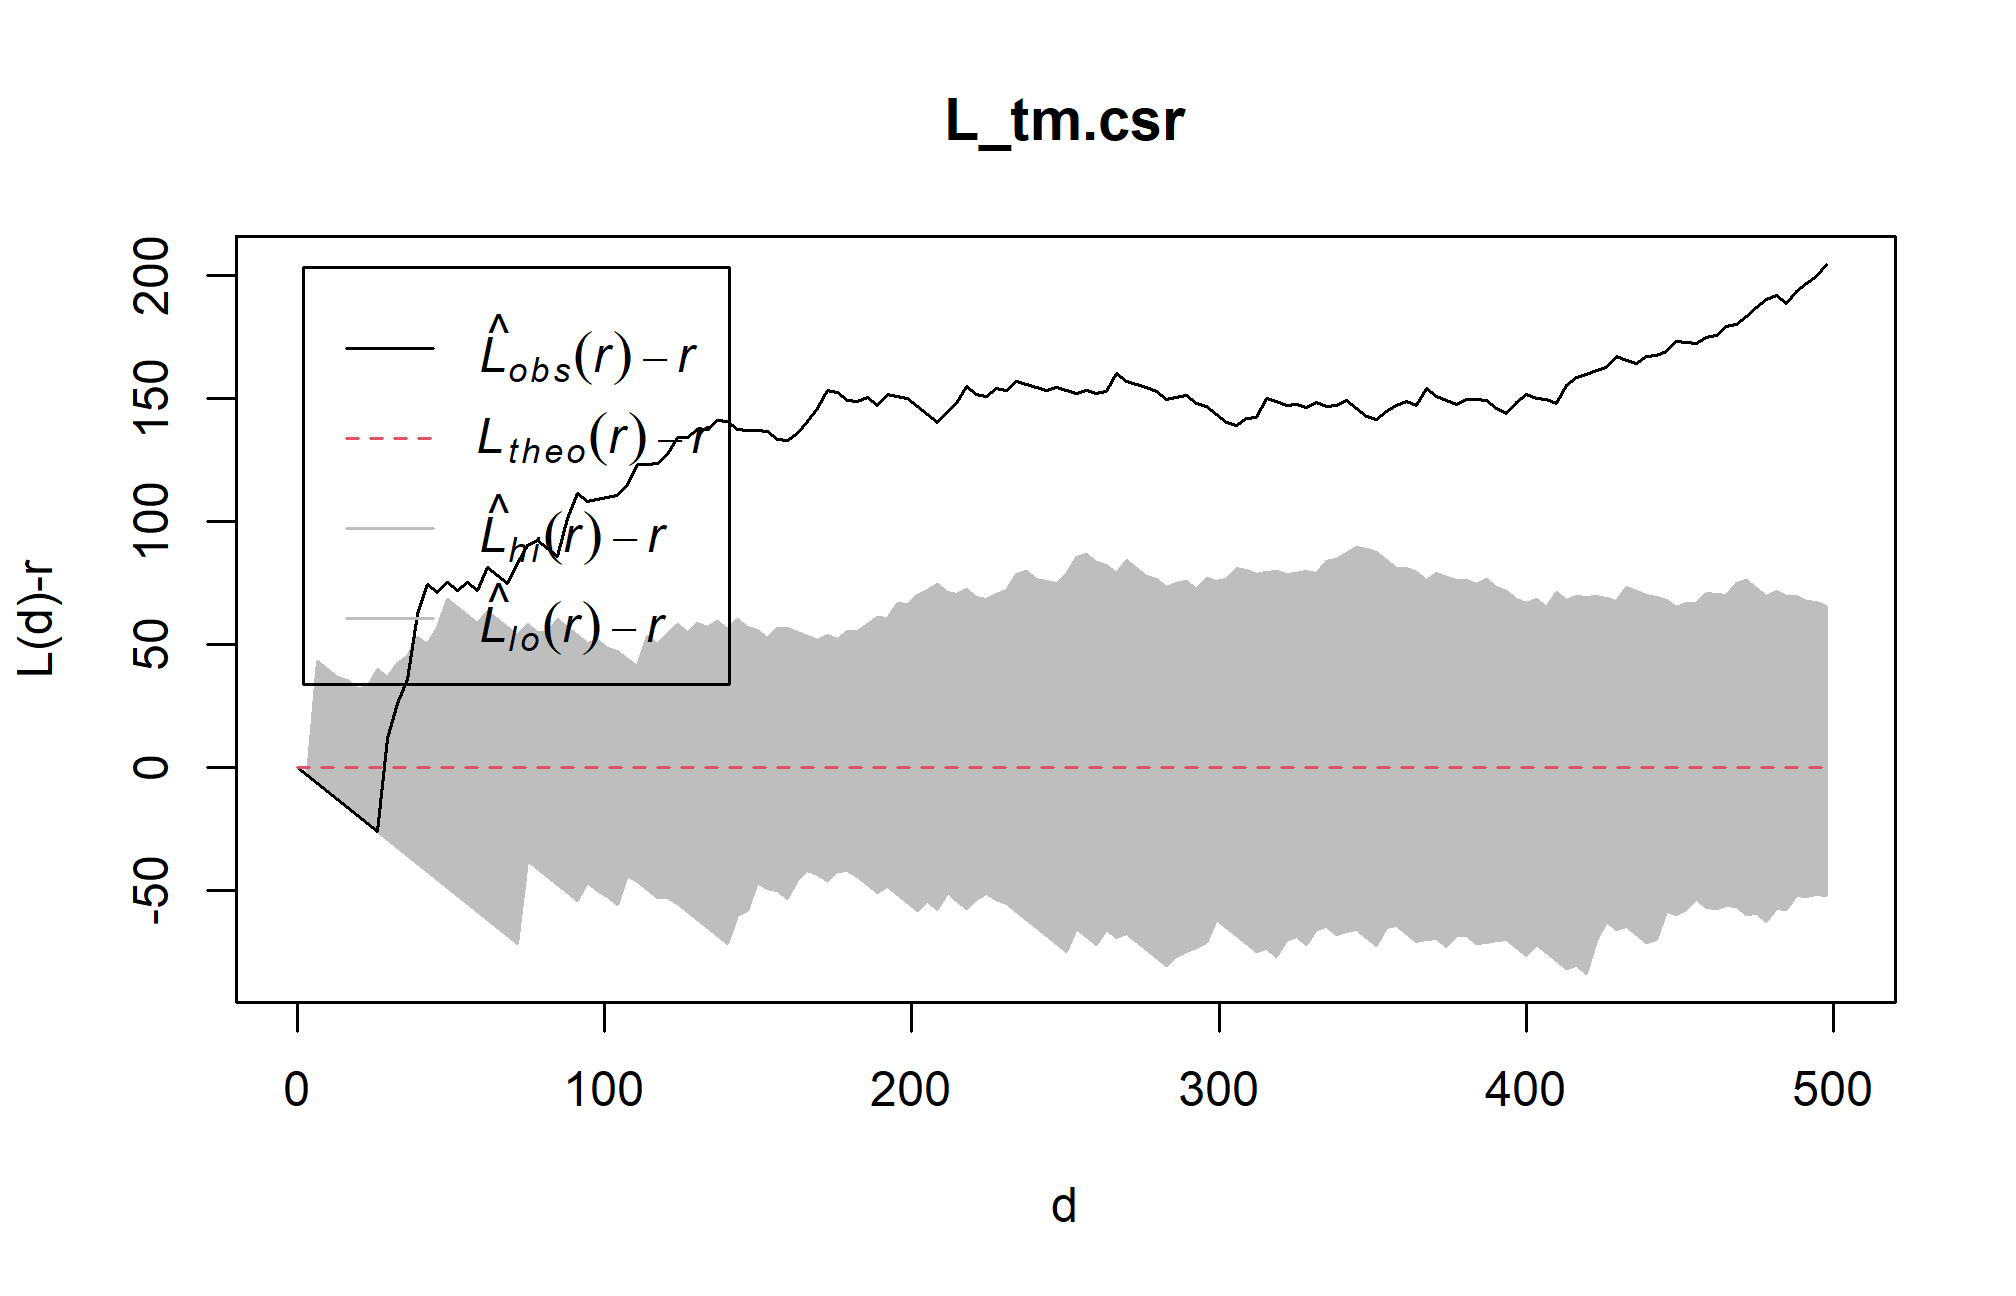 L_tm.csr
L(d)-r
200
150
100
50
0
-50
L̂obs(r) − r
Ltheo(r) − r
L̂hi(r) − r
L̂lo(r) − r
0 100 200 300 400 500
d